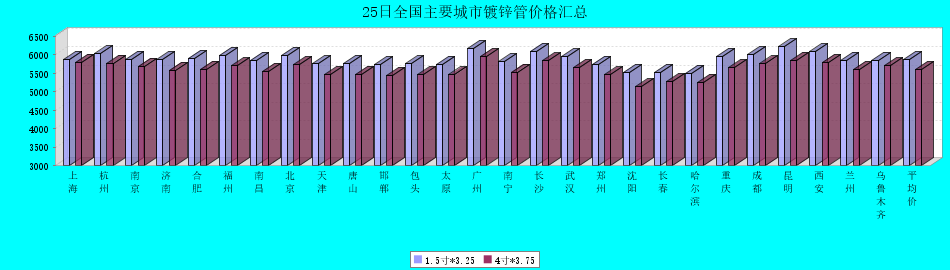 25日全国主要城市镀锌管价格汇总
6500
6000
5500
5000
4500
4000
3500
3000
上海 杭州 南京 济南 合肥 福州 南昌 北京 天津 唐山 邯郸 包头 太原 广州 南宁 长沙 武汉 郑州 沈阳 长春 哈尔滨 重庆 成都 昆明 西安 兰州 乌鲁木齐 平均价
1.5寸*3.25 4寸*3.75